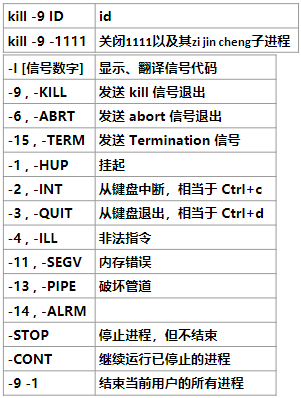 kill -9 ID id
kill -9 -1111 关闭1111以及其zi jin cheng子进程
-l [信号数字] 显示、翻译信号代码
-9 , -KILL 发送 kill 信号退出
-6 , -ABRT 发送 abort 信号退出
-15 , -TERM 发送 Termination 信号
-1 , -HUP 挂起
-2 , -INT 从键盘中断，相当于 Ctrl+c
-3 , -QUIT 从键盘退出，相当于 Ctrl+d
-4 , -ILL 非法指令
-11 , -SEGV 内存错误
-13 , -PIPE 破坏管道
-14 , -ALRM
-STOP 停止进程，但不结束
-CONT 继续运行已停止的进程
-9 -1 结束当前用户的所有进程